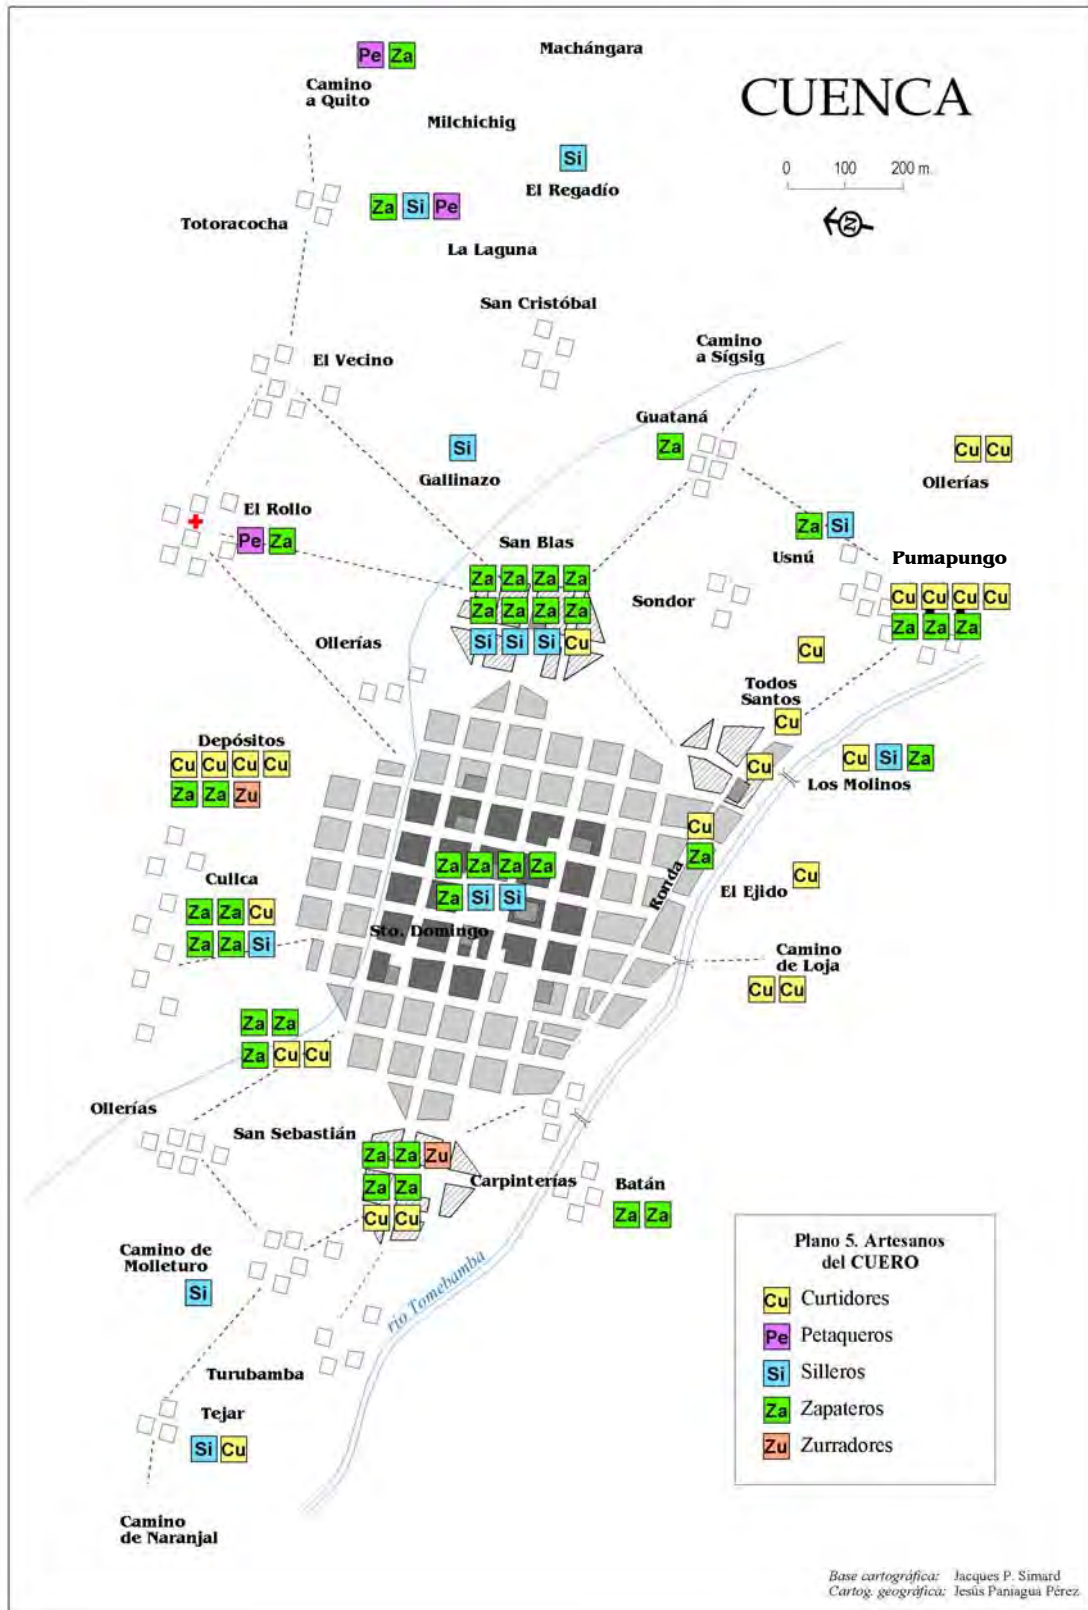 Machángara
CUENCA
Pe Za
Camino
a Quito
Milchichig
Si
El Regadío
0 100 200 m.
N
Totoracocha
Za Si Pe
La Laguna
San Cristóbal
El Vecino
Camino
a Sígsig
Guataná
Za
Si
Gallinazo
Cu Cu
Ollerías
El Rollo
Pe Za
San Blas
Za Za Za Za
Za Za Za Za
Si Si Si Cu
Za Si
Usnú
Pumapungo
Cu Cu Cu Cu
Za Za Za
Sondor
Cu
Ollerías
Todos
Santos
Cu
Cu
Cu Si Za
Los Molinos
Depósitos
Cu Cu Cu Cu
Za Za Zu
Cu
Za
Ronda
El Ejido
Cu
Cullca
Za Za Cu
Za Za Si
Za Za Za Za
Za Si Si
Sto. Domingo
Camino
de Loja
Cu Cu
Za Za
Za Cu Cu
Ollerías
San Sebastián
Za Za Zu
Za Za
Cu Cu
Carpinterías
Batán
Za Za
Camino de
Molleturo
Si
río Tomebamba
Turubamba
Tejar
Si Cu
Camino
de Naranjal
Plano 5. Artesanos
del CUERO
Cu Curtidores
Pe Petaqueros
Si Silleros
Za Zapateros
Zu Zurradores
Base cartográfica: Jacques P. Simard
Cartog. geográfica: Jesús Paniagua Pérez